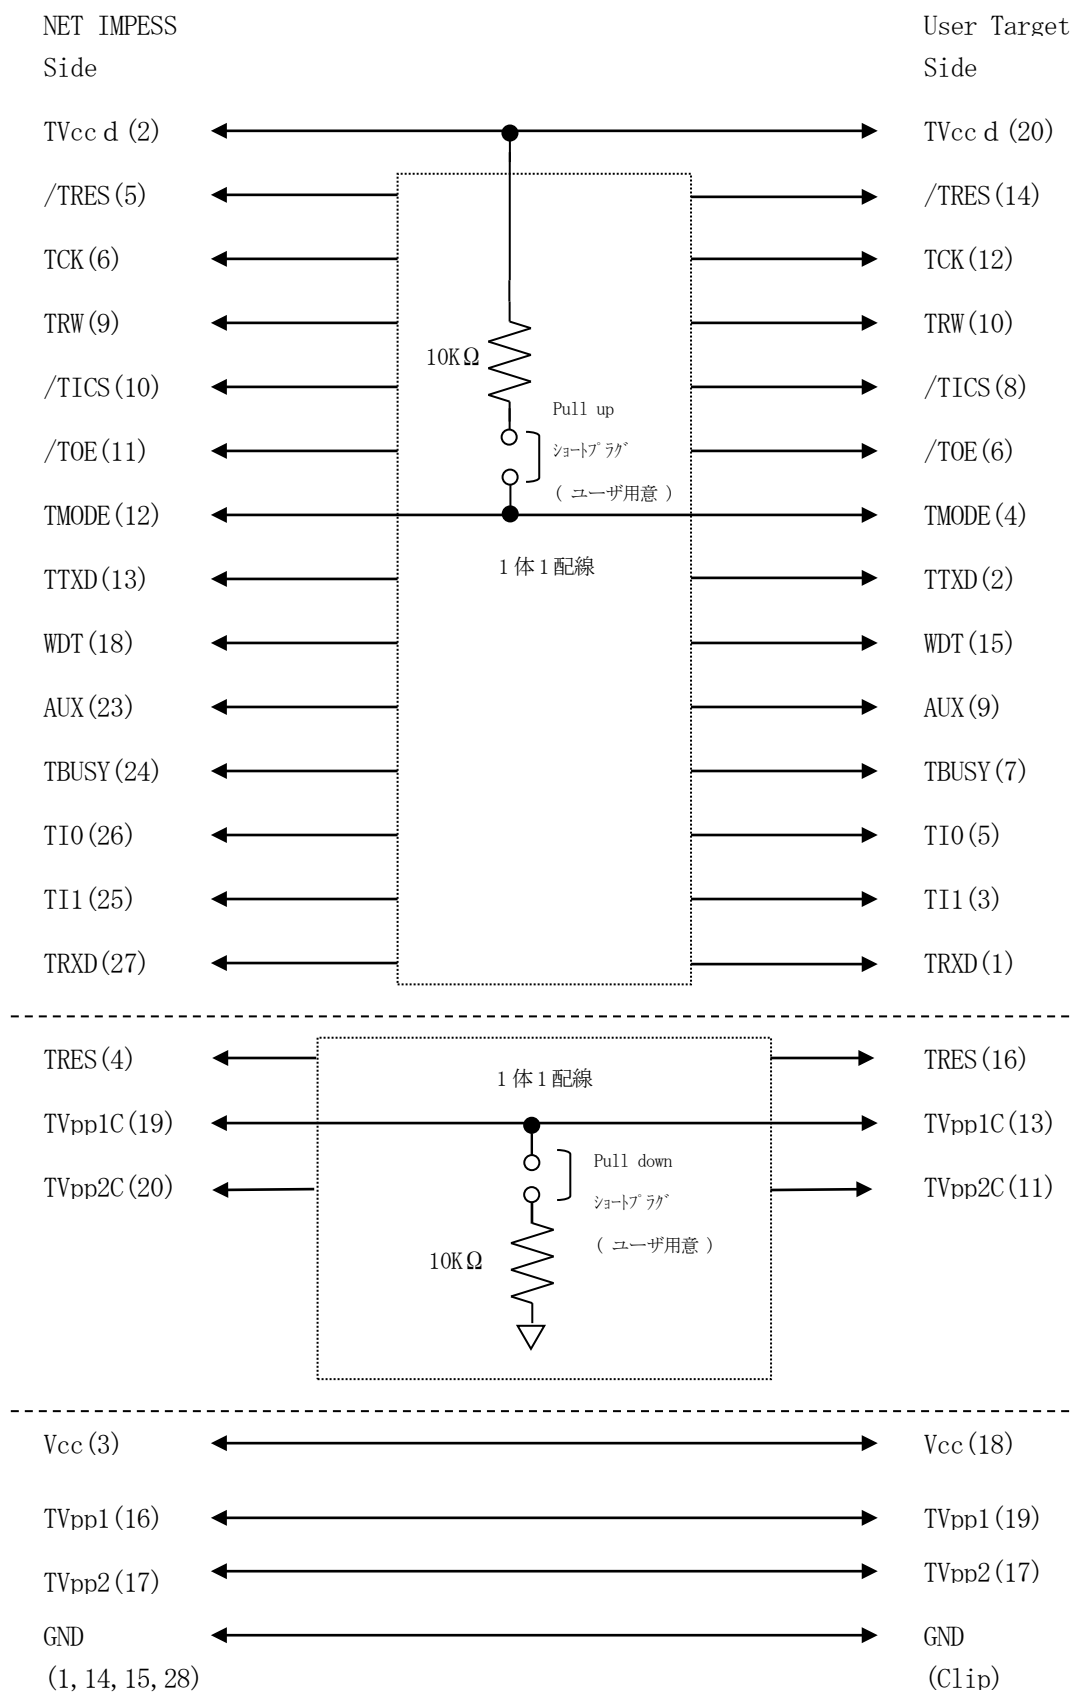 NET IMPESS User Target
Side Side
TVccｄ(2) TVccｄ(20)
/TRES(5) /TRES(14)
TCK(6) TCK(12)
TRW(9) TRW(10)
10KΩ
/TICS(10) /TICS(8)
Pull up
/TOE(11) ｼｮｰﾄﾌﾟﾗｸﾞ /TOE(6)
( ユーザ用意 )
TMODE(12) TMODE(4)
1体1配線
TTXD(13) TTXD(2)
WDT(18) WDT(15)
AUX(23) AUX(9)
TBUSY(24) TBUSY(7)
TIO(26) TIO(5)
TI1(25) TI1(3)
TRXD(27) TRXD(1)
TRES(4) TRES(16)
1体1配線
TVpp1C(19) TVpp1C(13)
Pull down
TVpp2C(20) TVpp2C(11)
ｼｮｰﾄﾌﾟﾗｸﾞ
( ユーザ用意 )
10KΩ
Vcc(3) Vcc(18)
TVpp1(16) TVpp1(19)
TVpp2(17) TVpp2(17)
GND GND
(1,14,15,28) (Clip)